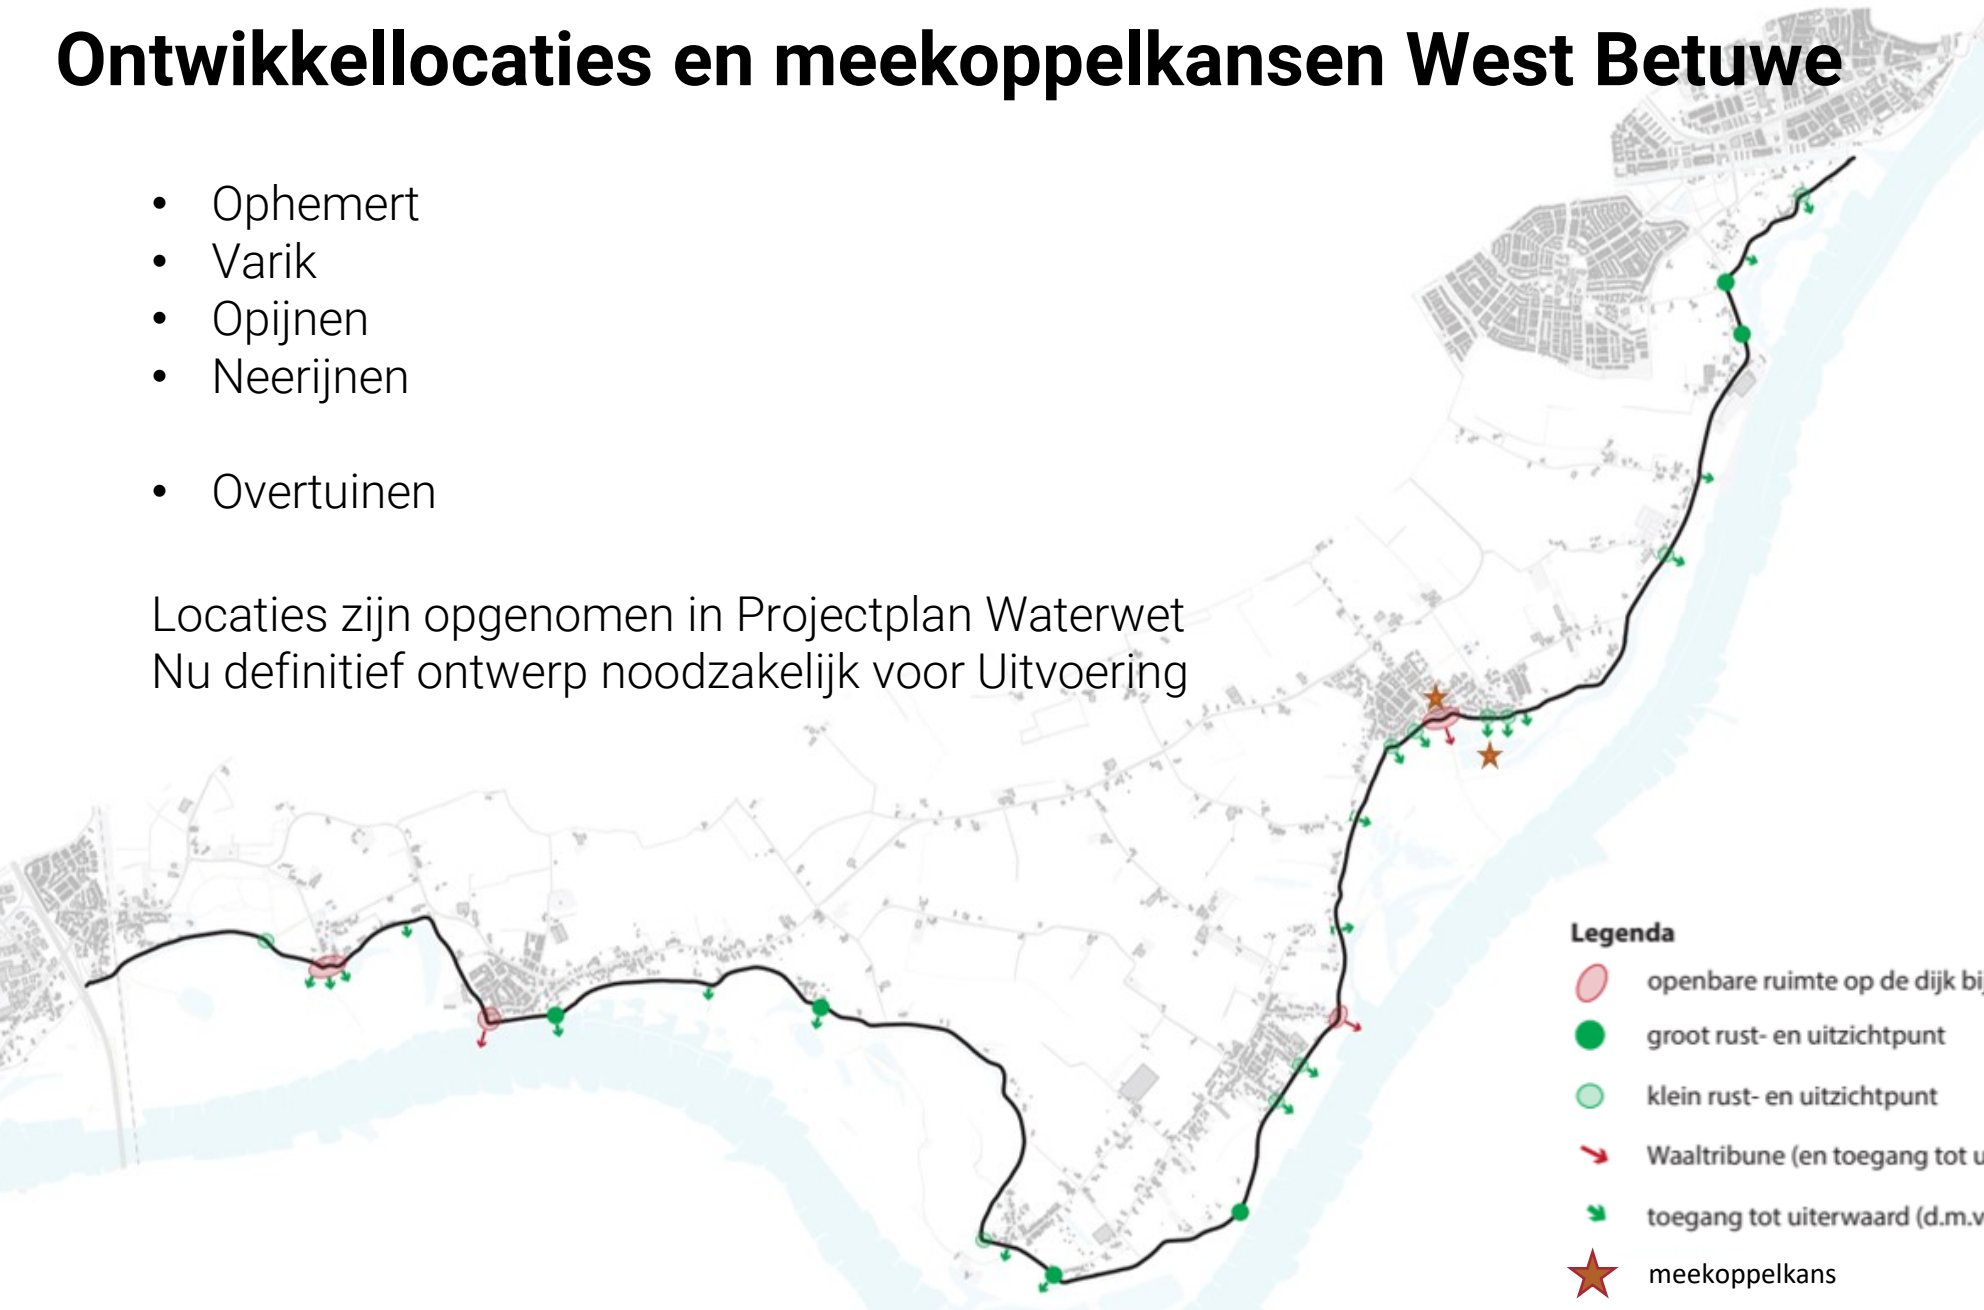 Ontwikkellocaties en meekoppelkansen West Betuwe
• Ophemert
• Varik
• Opijnen
• Neerijnen
• Overtuinen
Locaties zijn opgenomen in Projectplan Waterwet
Nu definitief ontwerp noodzakelijk voor Uitvoering
Legenda
openbare ruimte op de dijk bij
groot rust- en uitzichtpunt
klein rust- en uitzichtpunt
Waaltribune (en toegang tot u
toegang tot uiterwaard (d.m.v
meekoppelkans